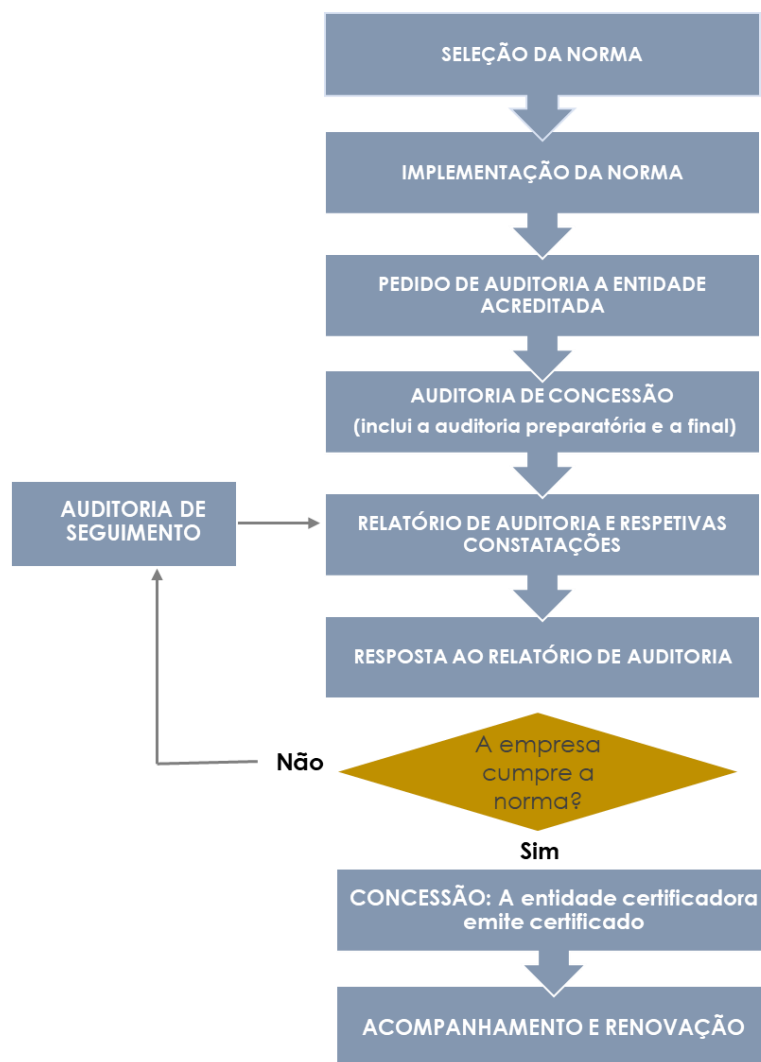 SELEÇÃO DA NORMA
IMPLEMENTAÇÃO DA NORMA
PEDIDO DE AUDITORIA A ENTIDADE
ACREDITADA
AUDITORIA DE CONCESSÃO
(inclui a auditoria preparatória e a final)
AUDITORIA DE
SEGUIMENTO
RELATÓRIO DE AUDITORIA E RESPETIVAS
CONSTATAÇÕES
RESPOSTA AO RELATÓRIO DE AUDITORIA
A empresa
cumpre a
norma?
Não
Sim
CONCESSÃO: A entidade certificadora
emite certificado
ACOMPANHAMENTO E RENOVAÇÃO